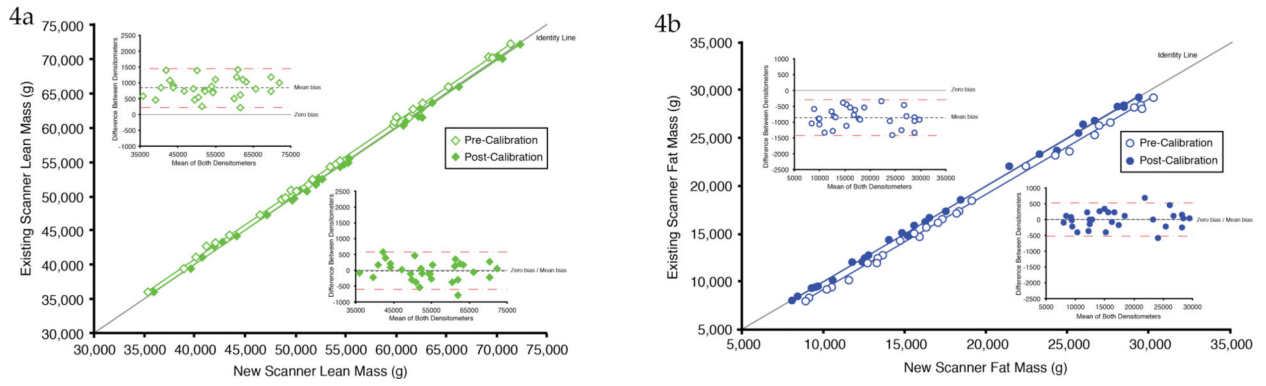 4a
75,000
70,000
65,000
60,000
55,000
50,000
45,000
40,000
35,000
30,000
Existing Scanner Lean Mass (g)
30,000 35,000 40,000 45,000 50,000 55,000 60,000 65,000 70,000 75,000
New Scanner Lean Mass (g)
Identity Line
2500
2000
1500
1000
500
0
-500
-1000
Difference Between Densitometers
Mean bias
Zero bias
35000 45000 55000 65000 75000
Mean of Both Densitometers
Pre-Calibration
Post-Calibration
2500
2000
1500
1000
500
0
-500
-1000
Difference Between Densitometers
Zero bias / Mean bias
35000 45000 55000 65000 75000
Mean of Both Densitometers
4b
35,000
30,000
25,000
20,000
15,000
10,000
5,000
Existing Scanner Fat Mass (g)
5,000 10,000 15,000 20,000 25,000 30,000 35,000
New Scanner Fat Mass (g)
Identity Line
1000
500
0
-500
-1000
-1500
-2000
-2500
Difference Between Densitometers
Zero bias
Mean bias
5000 10000 15000 20000 25000 30000 35000
Mean of Both Densitometers
Pre-Calibration
Post-Calibration
1000
500
0
-500
-1000
-1500
-2000
-2500
Difference Between Densitometers
Zero bias / Mean bias
5000 10000 15000 20000 25000 30000
Mean of Both Densitometers